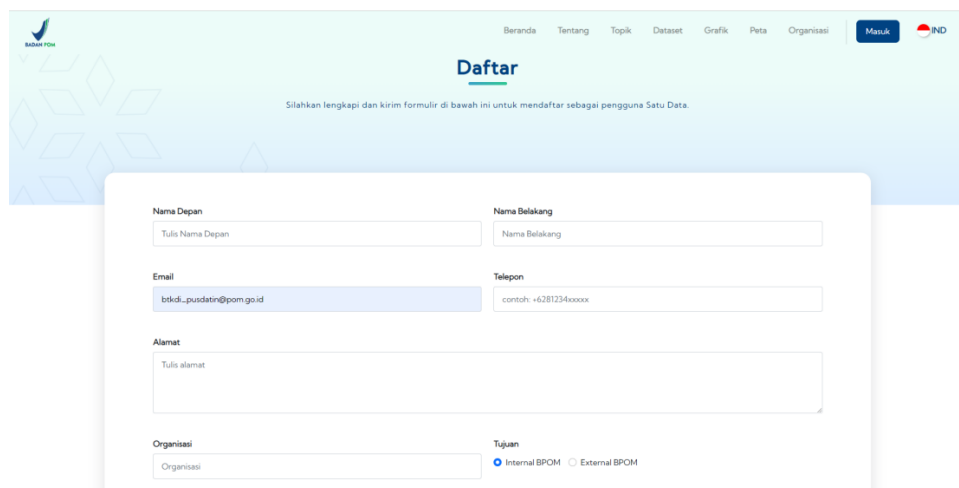 BADAN POM
Beranda Tentang Topik Dataset Grafik Peta Organisasi Masuk IND
Daftar
Silahkan lengkapi dan kirim formulir di bawah ini untuk mendaftar sebagai pengguna Satu Data.
Nama Depan Nama Belakang
Tulis Nama Depan Nama Belakang
Email Telepon
btkdi_pusdatin@pom.go.id contoh: +6281234xxxxx
Alamat
Tulis alamat
Organisasi Tujuan
Organisasi Internal BPOM External BPOM